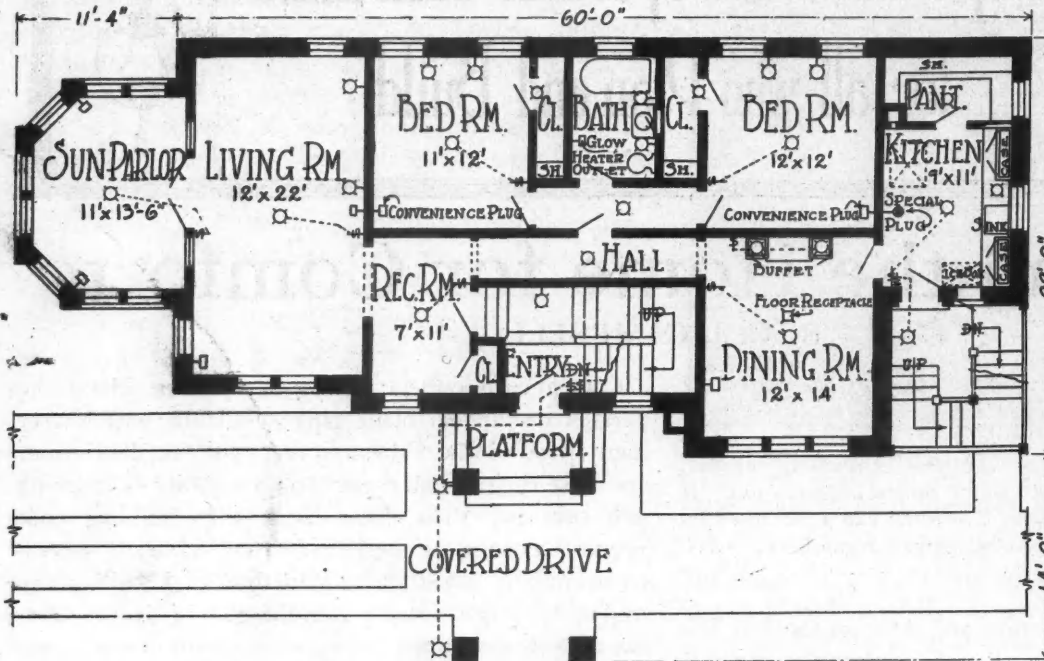 11'-4"
60'-0"
SUN PARLOR
11'x13'-6"
LIVING RM.
12'x22'
BED RM.
11'x12'
CL.
SH.
BATH
GLOW
HEATER
OUTLET
CL.
SH.
BED RM.
12'x12'
SH.
PANT.
KITCHEN
9'x11'
CASE
SPECIAL
PLUG
SINK
CASE
CONVENIENCE PLUG
CONVENIENCE PLUG
HALL
BUFFET
FLOOR RECEPTACLE
REC. RM.
7'x11'
CL.
ENTRY
DN.
UP
DINING RM.
12'x14'
UP
DN.
PLATFORM.
COVERED DRIVE